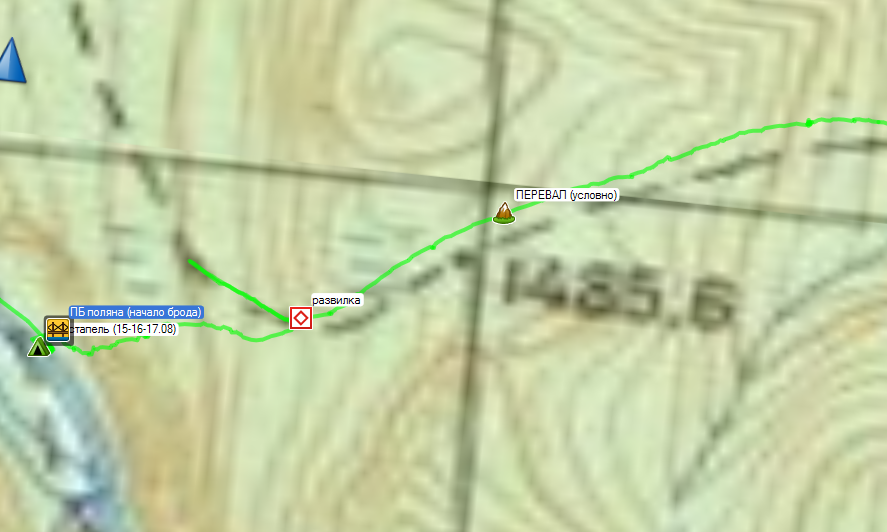 ПЕРЕВАЛ (условно)
1485.6
развилка
ПБ поляна (начало брода)
стапель (15-16-17.08)